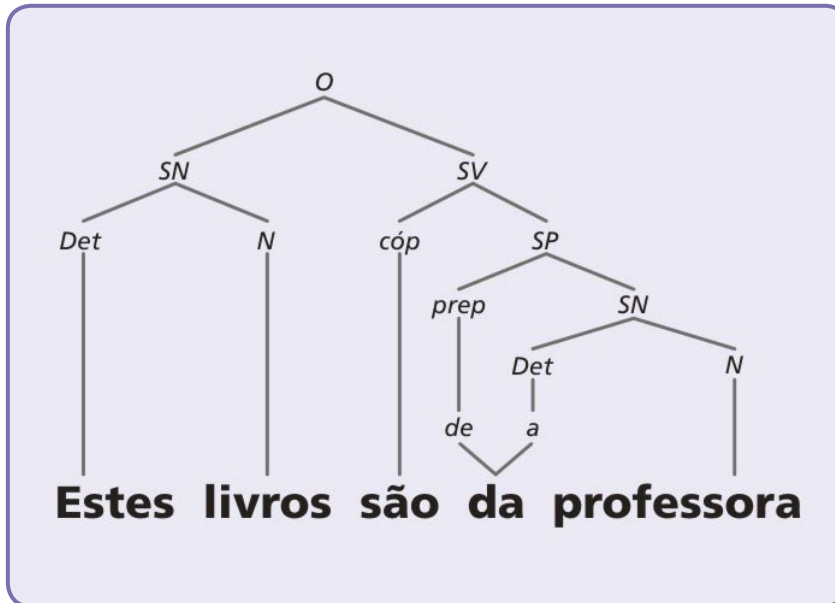 O
SN SV
Det N cóp SP
prep SN
Det N
de a
Estes livros são da professora